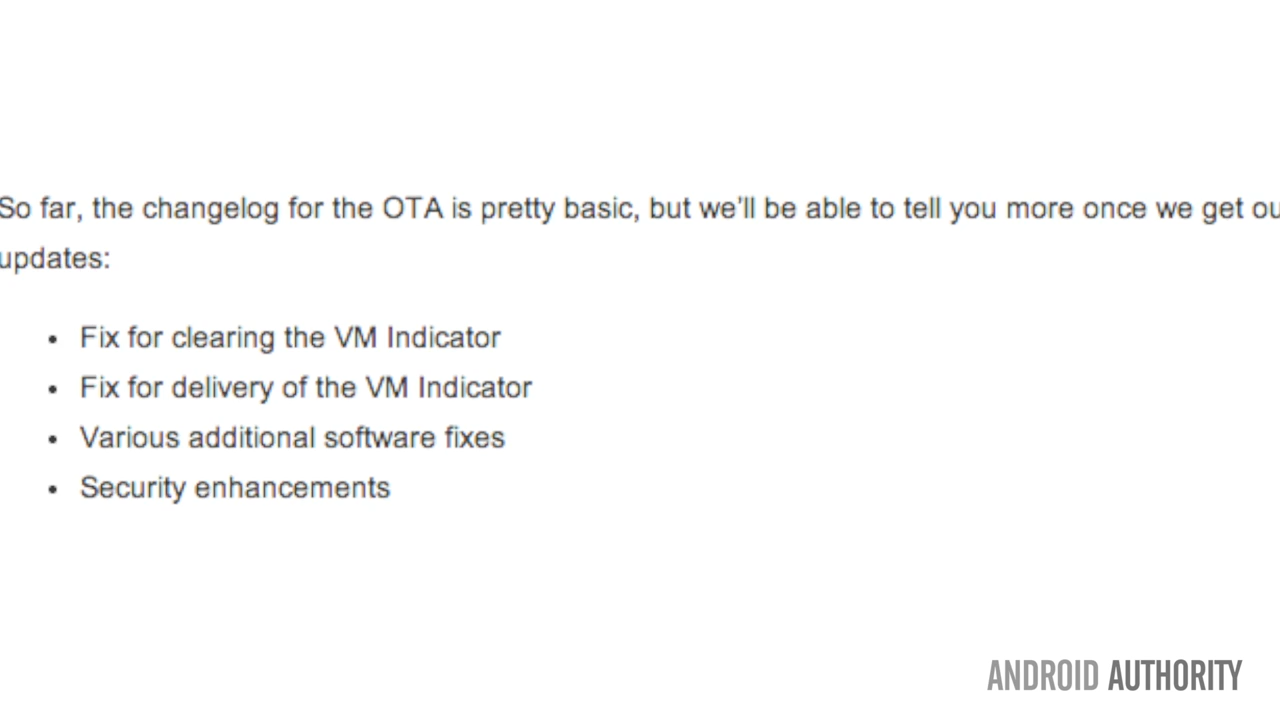 So far, the changelog for the OTA is pretty basic, but we'll be able to tell you more once we get
updates:
• Fix for clearing the VM Indicator
• Fix for delivery of the VM Indicator
• Various additional software fixes
• Security enhancements
ANDROID AUTHORITY